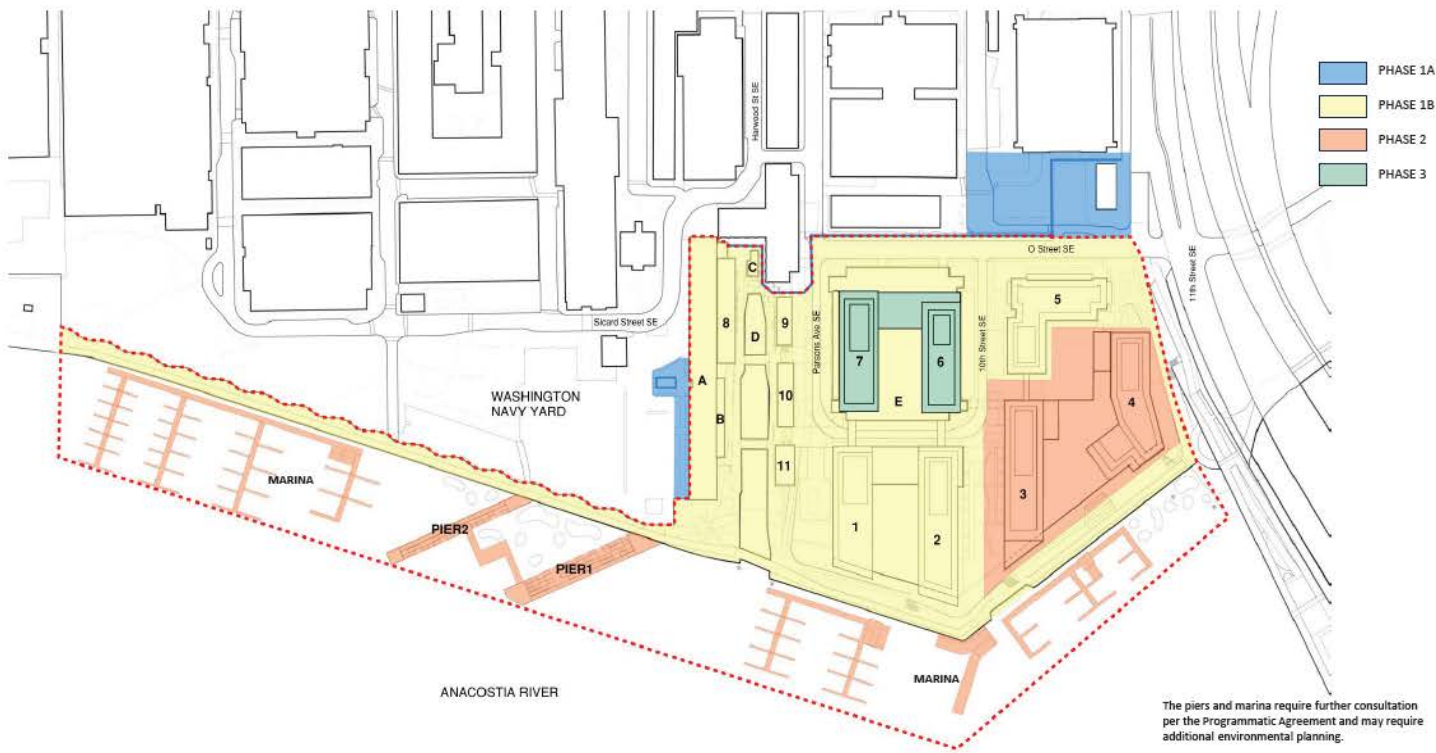 PHASE 1A
PHASE 1B
PHASE 2
PHASE 3
Harwood St SE
O Street SE
11th Street SE
Sicard Street SE
Parsons Ave SE
10th Street SE
WASHINGTON
NAVY YARD
A
B
C
D
E
8
9
10
11
7
6
5
4
3
1
2
MARINA
PIER2
PIER1
MARINA
ANACOSTIA RIVER
The piers and marina require further consultation
per the Programmatic Agreement and may require
additional environmental planning.